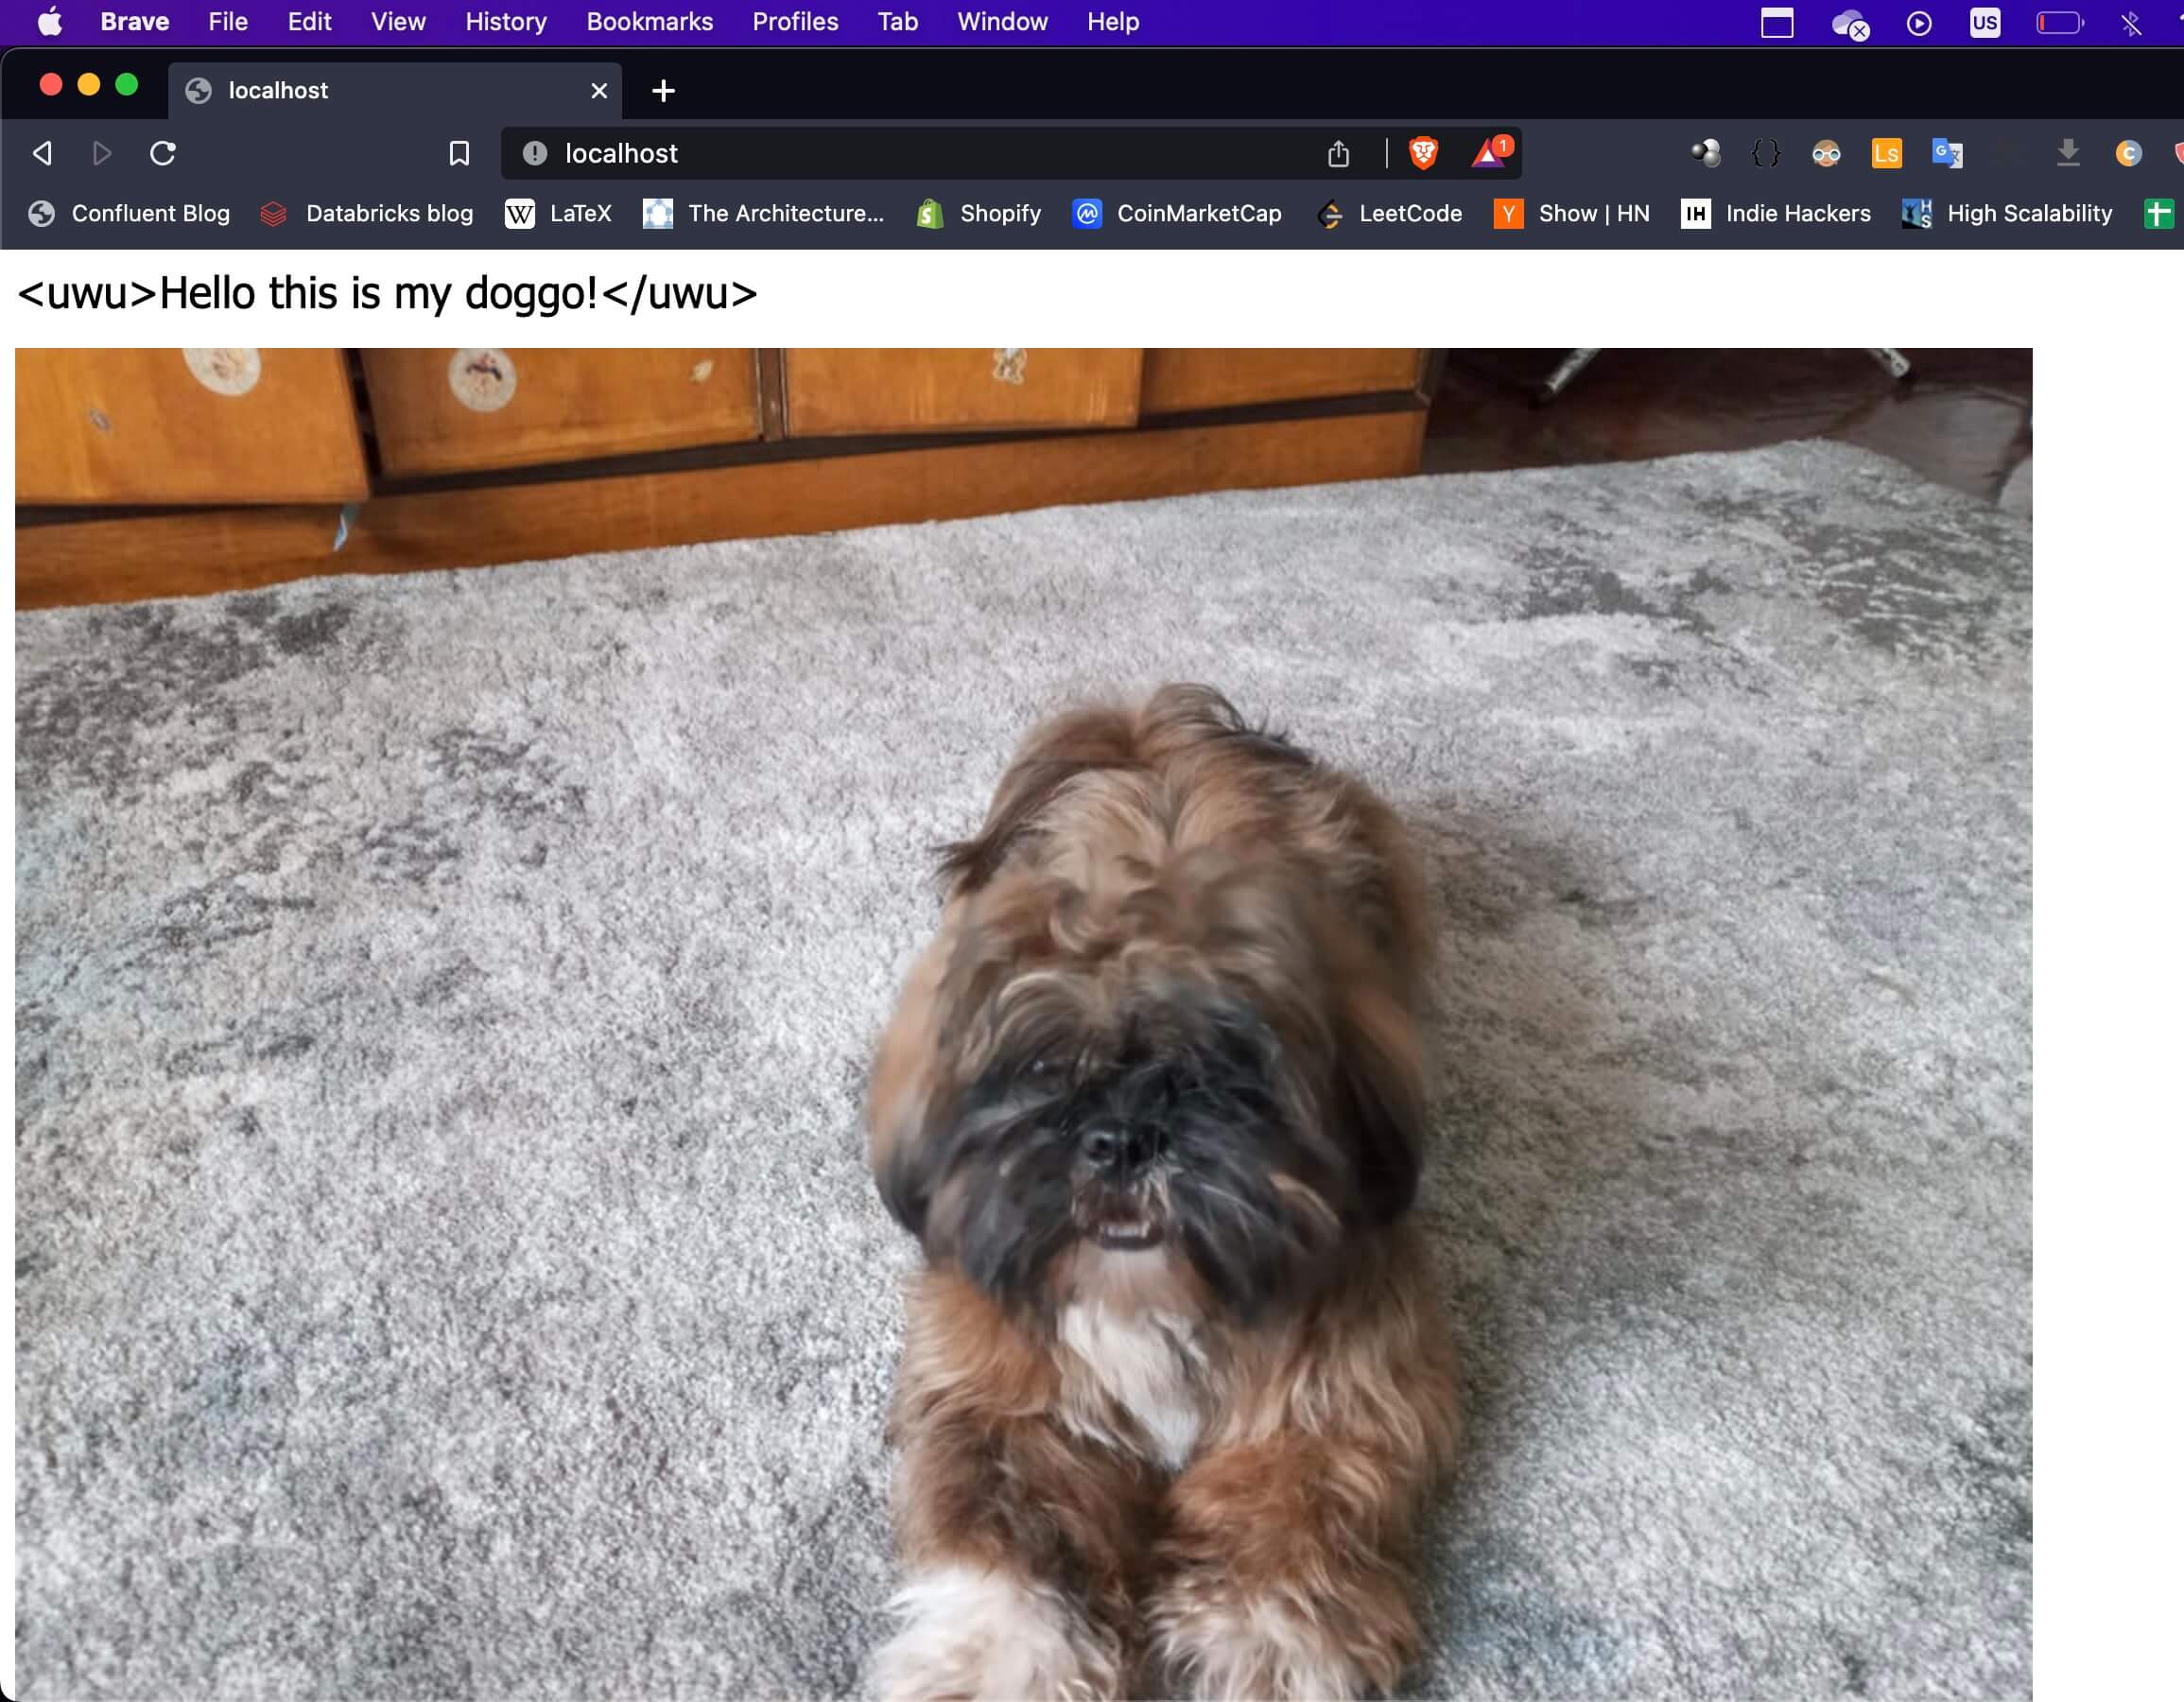 Brave File Edit View History Bookmarks Profiles Tab Window Help US
localhost
localhost 1 {} Ls G C
Confluent Blog Databricks blog W LaTeX The Architecture... Shopify CoinMarketCap LeetCode Y Show | HN IH Indie Hackers HS High Scalability
<uwu>Hello this is my doggo!</uwu>